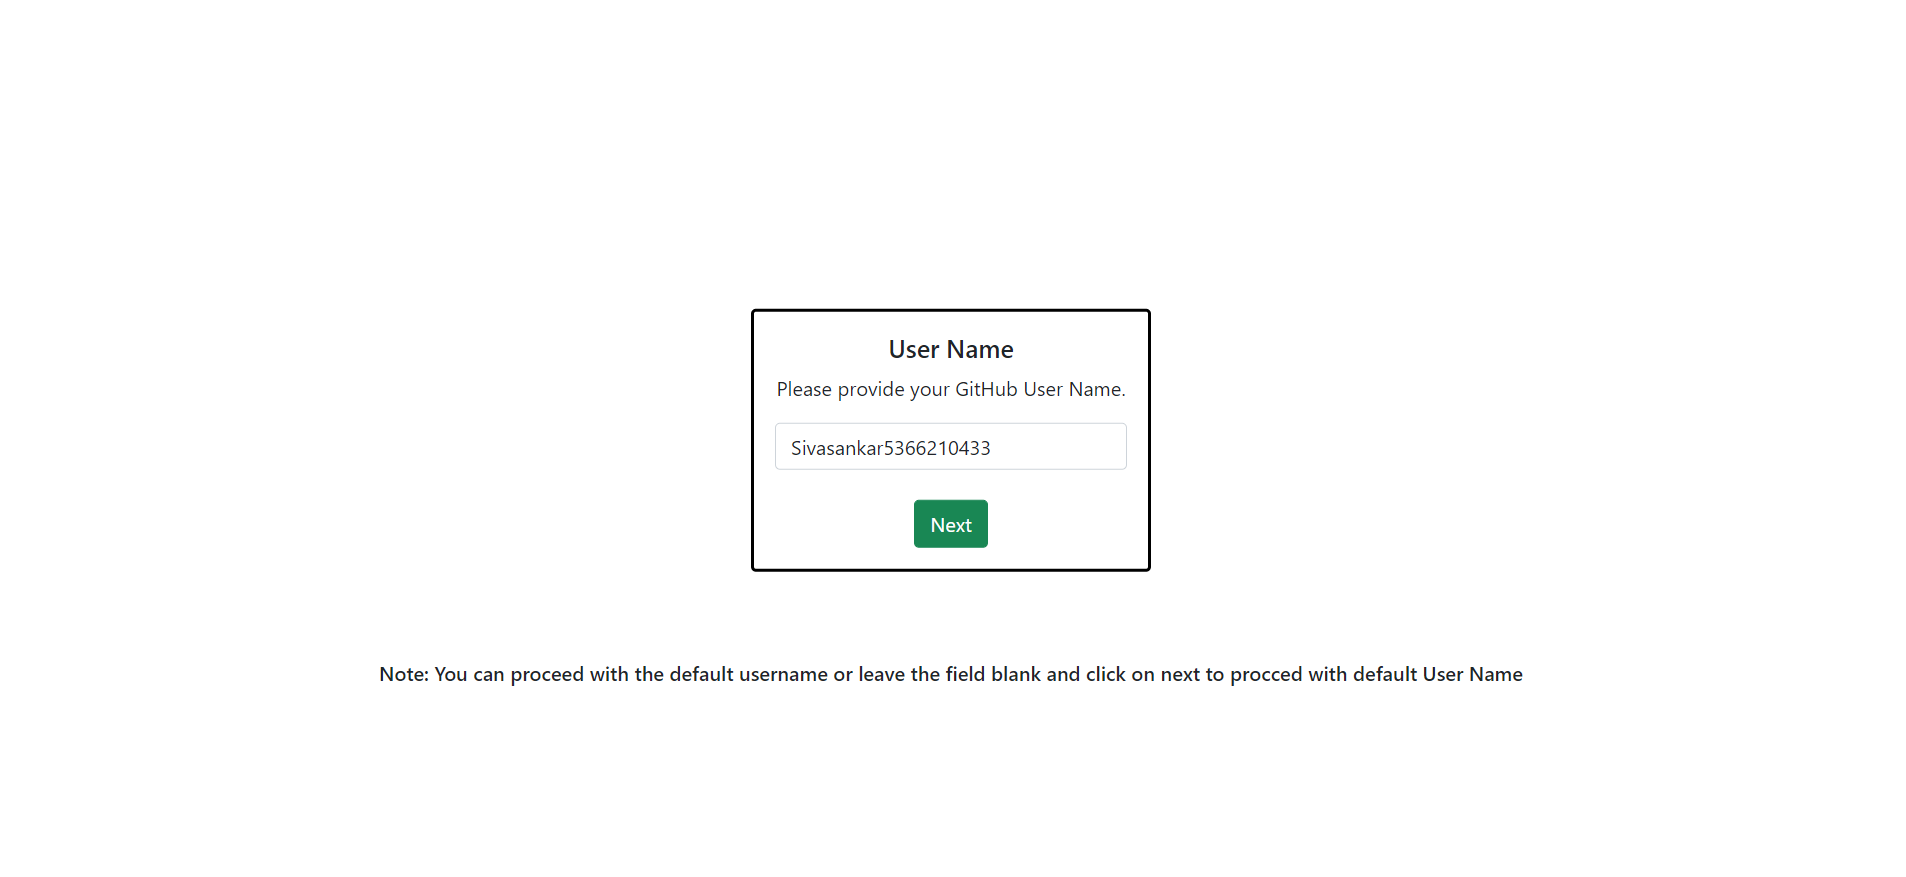 User Name
Please provide your GitHub User Name.
Sivasankar5366210433
Next
Note: You can proceed with the default username or leave the field blank and click on next to procced with default User Name